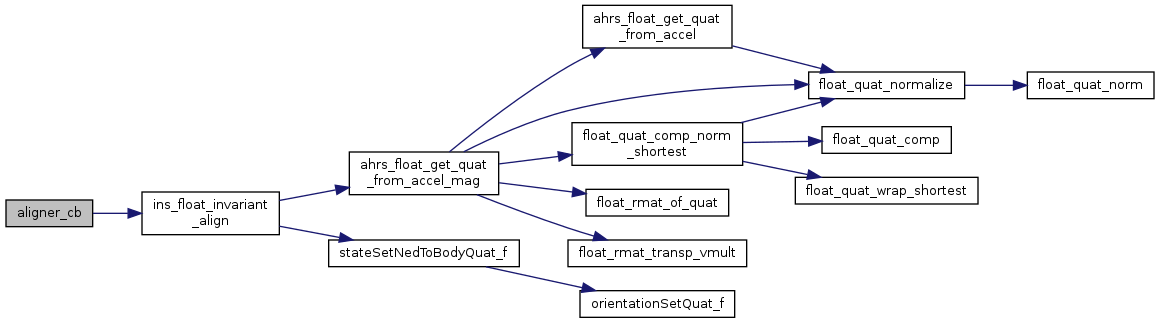 aligner_cb
ins_float_invariant
_align
ahrs_float_get_quat
_from_accel_mag
stateSetNedToBodyQuat_f
ahrs_float_get_quat
_from_accel
float_quat_comp_norm
_shortest
float_rmat_of_quat
float_rmat_transp_vmult
orientationSetQuat_f
float_quat_normalize
float_quat_comp
float_quat_wrap_shortest
float_quat_norm